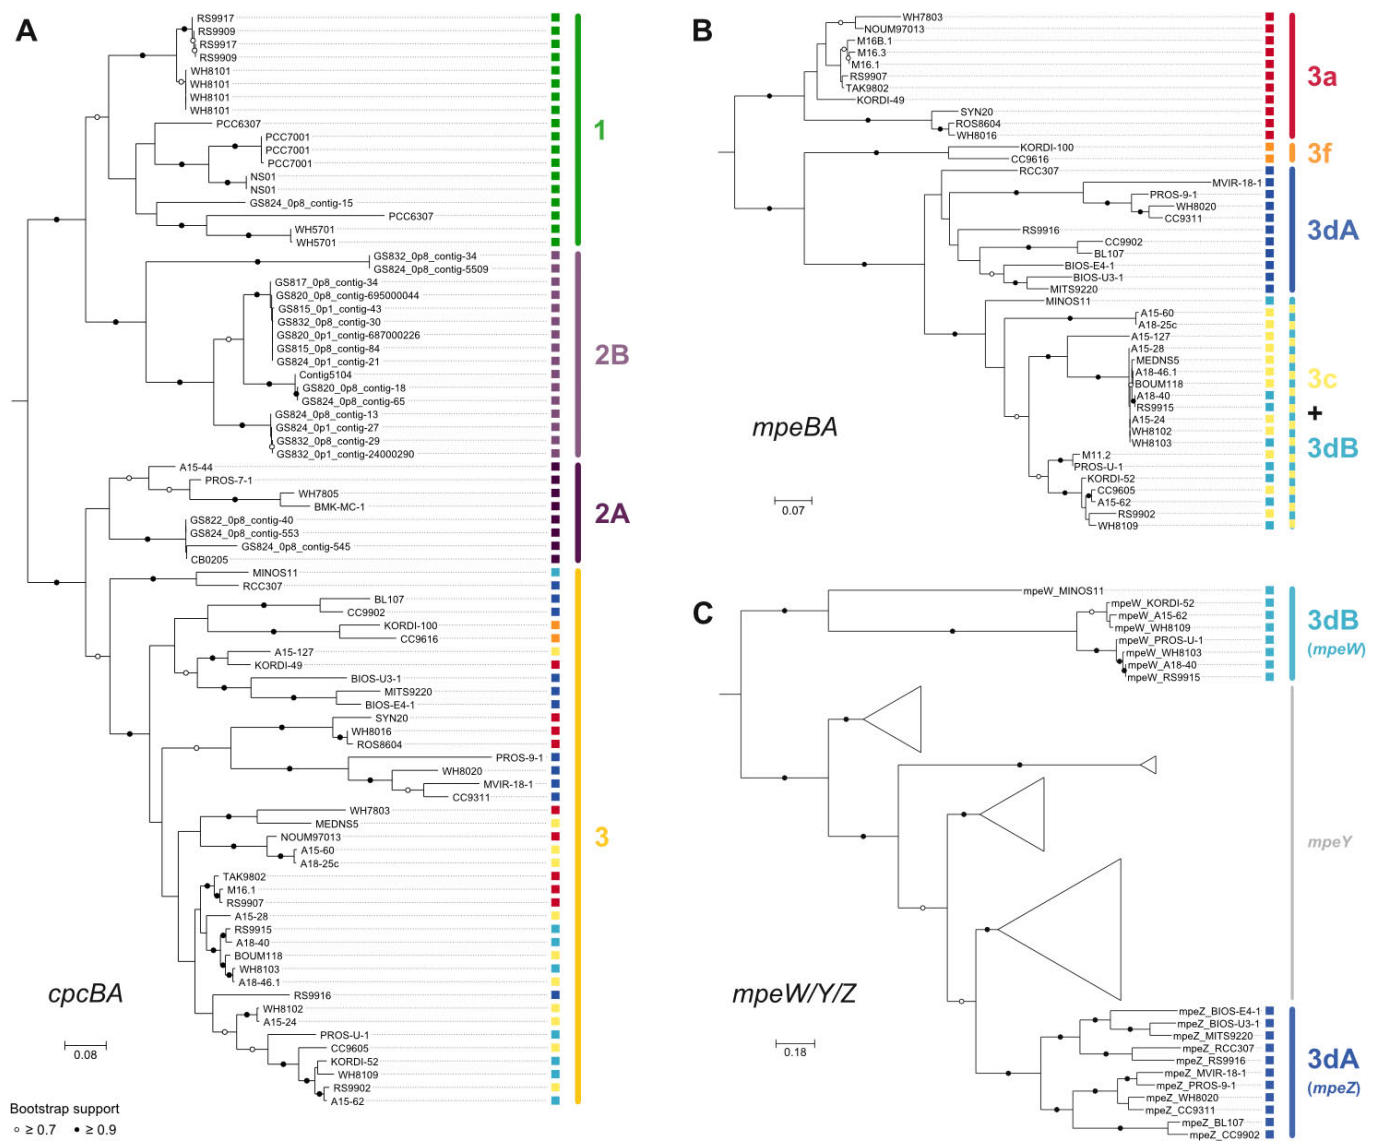 A
RS9917
RS9909
RS9917
RS9909
WH8101
WH8101
WH8101
WH8101
PCC6307
PCC7001
PCC7001
PCC7001
NS01
NS01
GS824_0p8_contig-15
PCC6307
WH5701
WH5701
1
GS832_0p8_contig-34
GS824_0p8_contig-5509
GS817_0p8_contig-34
GS820_0p8_contig-695000044
GS815_0p1_contig-43
GS832_0p8_contig-30
GS820_0p1_contig-687000226
GS815_0p8_contig-84
GS824_0p1_contig-21
Contig5104
GS820_0p8_contig-18
GS824_0p8_contig-65
GS824_0p8_contig-13
GS824_0p1_contig-27
GS832_0p8_contig-29
GS832_0p1_contig-24000290
2B
A15-44
PROS-7-1
WH7805
BMK-MC-1
GS822_0p8_contig-40
GS824_0p8_contig-553
GS824_0p8_contig-545
CB0205
2A
MINOS11
RCC307
BL107
CC9902
KORDI-100
CC9616
A15-127
KORDI-49
BIOS-U3-1
MITS9220
BIOS-E4-1
SYN20
WH8016
ROS8604
PROS-9-1
WH8020
MVIR-18-1
CC9311
WH7803
MEDNS5
NOUM97013
A15-60
A18-25c
TAK9802
M16.1
RS9907
A15-28
RS9915
A18-40
BOUM118
WH8103
A18-46.1
RS9916
WH8102
A15-24
PROS-U-1
CC9605
KORDI-52
WH8109
RS9902
A15-62
3
cpcBA
0.08
Bootstrap support
≥ 0.7 ≥ 0.9
B
WH7803
NOUM97013
M16B.1
M16.3
M16.1
RS9907
TAK9802
KORDI-49
SYN20
ROS8604
WH8016
3a
KORDI-100
CC9616
3f
RCC307
MVIR-18-1
PROS-9-1
WH8020
CC9311
RS9916
CC9902
BL107
BIOS-E4-1
BIOS-U3-1
MITS9220
3dA
MINOS11
A15-60
A18-25c
A15-127
A15-28
MEDNS5
A18-46.1
BOUM118
A18-40
RS9915
A15-24
WH8102
WH8103
M11.2
PROS-U-1
KORDI-52
CC9605
A15-62
RS9902
WH8109
3c
+
3dB
mpeBA
0.07
C
mpeW_MINOS11
mpeW_KORDI-52
mpeW_A15-62
mpeW_WH8109
mpeW_PROS-U-1
mpeW_WH8103
mpeW_A18-40
mpeW_RS9915
3dB
(mpeW)
mpeY
mpeW/Y/Z
0.18
mpeZ_BIOS-E4-1
mpeZ_BIOS-U3-1
mpeZ_MITS9220
mpeZ_RCC307
mpeZ_RS9916
mpeZ_MVIR-18-1
mpeZ_PROS-9-1
mpeZ_WH8020
mpeZ_CC9311
mpeZ_BL107
mpeZ_CC9902
3dA
(mpeZ)